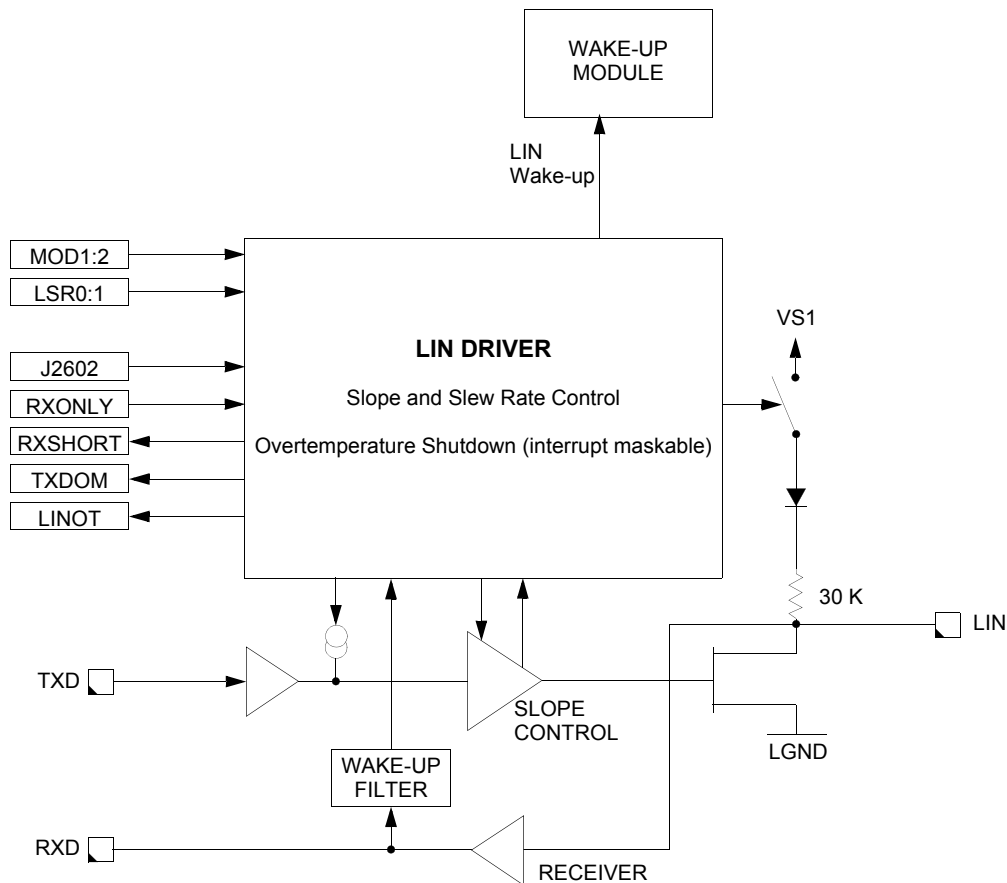 WAKE-UP
MODULE
LIN
Wake-up
MOD1:2
LSR0:1
J2602
RXONLY
RXSHORT
TXDOM
LINOT
LIN DRIVER
Slope and Slew Rate Control
Overtemperature Shutdown (interrupt maskable)
VS1
30 K
LIN
TXD
SLOPE
CONTROL
LGND
WAKE-UP
FILTER
RXD
RECEIVER